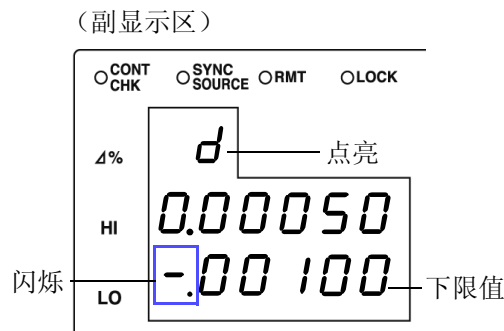 （副显示区）
CONT CHK SYNC SOURCE RMT LOCK
⊿% d 点亮
HI 0.00050
闪烁 LO -.00100 下限值